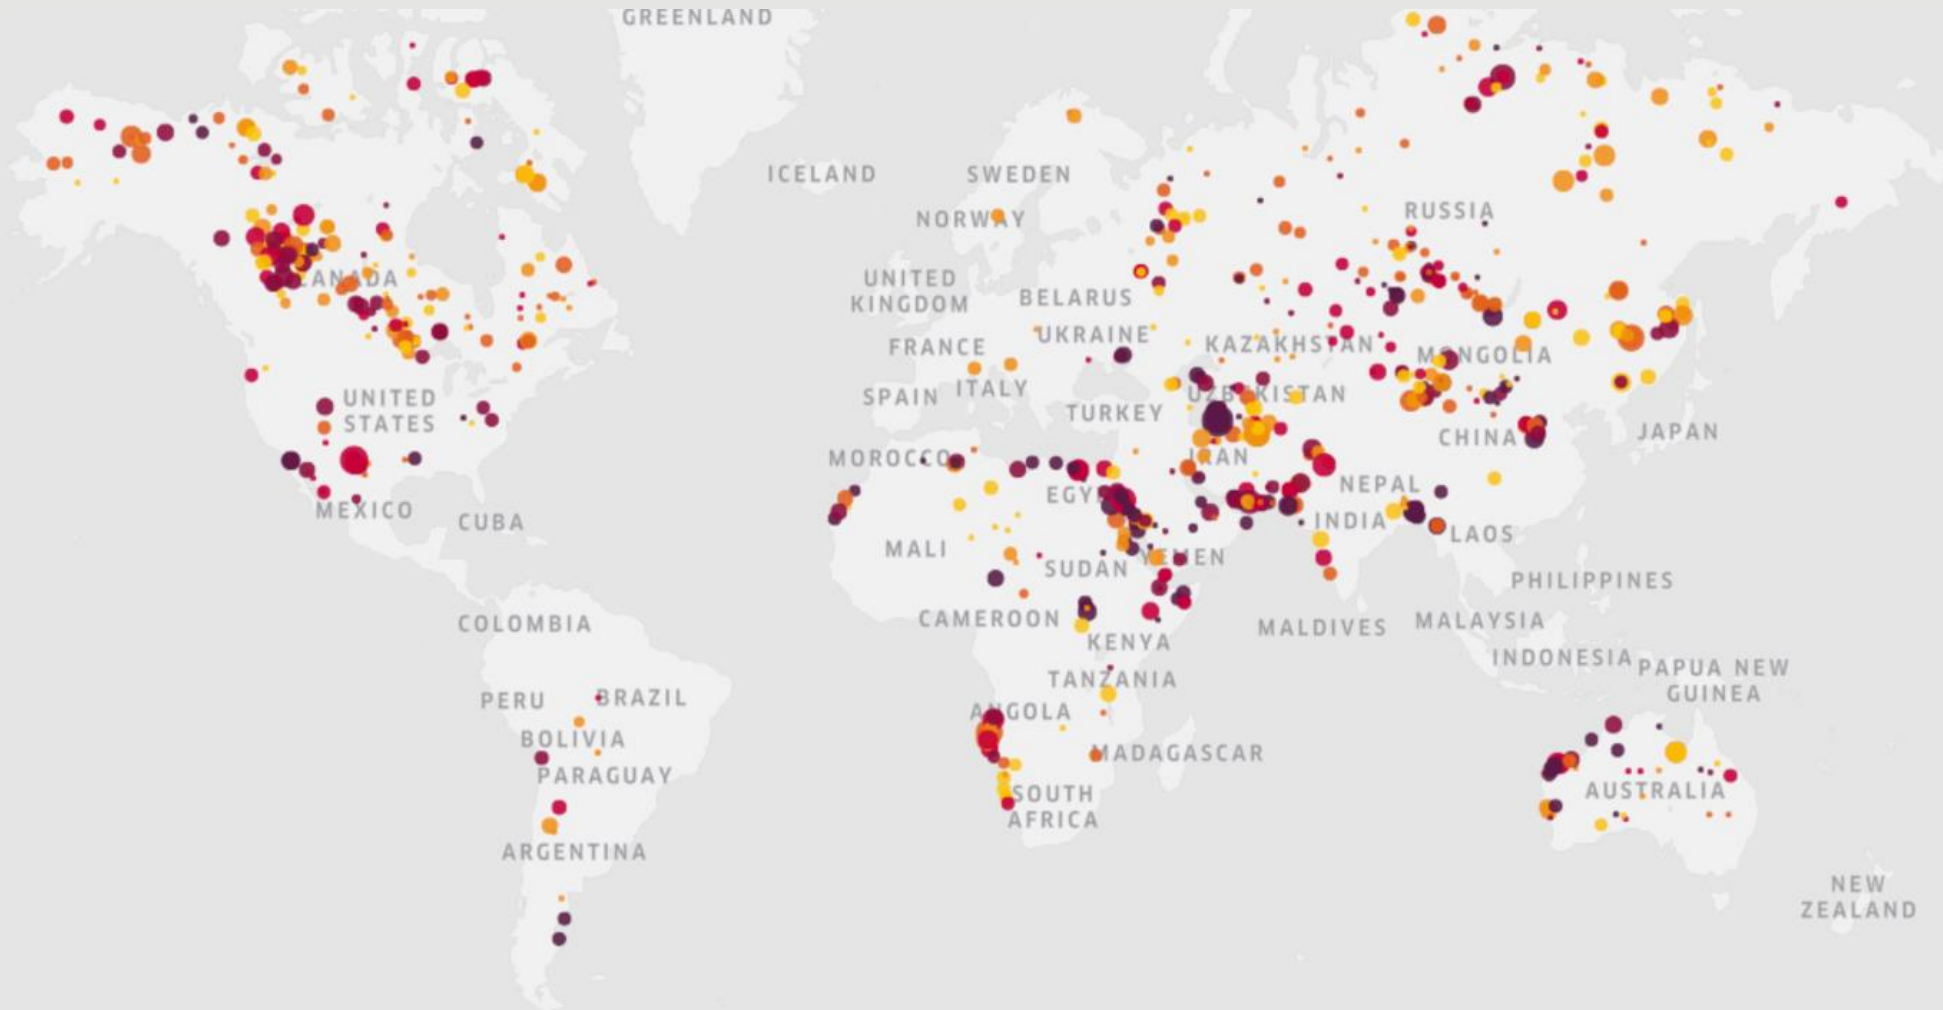 GREENLAND
ICELAND
SWEDEN
NORWAY
RUSSIA
CANADA
UNITED
KINGDOM
BELARUS
UKRAINE
FRANCE
KAZAKHSTAN
MONGOLIA
SPAIN
ITALY
UZBEKISTAN
UNITED
STATES
TURKEY
CHINA
JAPAN
MOROCCO
IRAN
NEPAL
EGYPT
MEXICO
CUBA
INDIA
LAOS
MALI
SUDAN
YEMEN
PHILIPPINES
COLOMBIA
CAMEROON
KENYA
MALDIVES
MALAYSIA
INDONESIA
PAPUA NEW
GUINEA
TANZANIA
PERU
BRAZIL
ANGOLA
BOLIVIA
MADAGASCAR
PARAGUAY
SOUTH
AFRICA
AUSTRALIA
ARGENTINA
NEW
ZEALAND